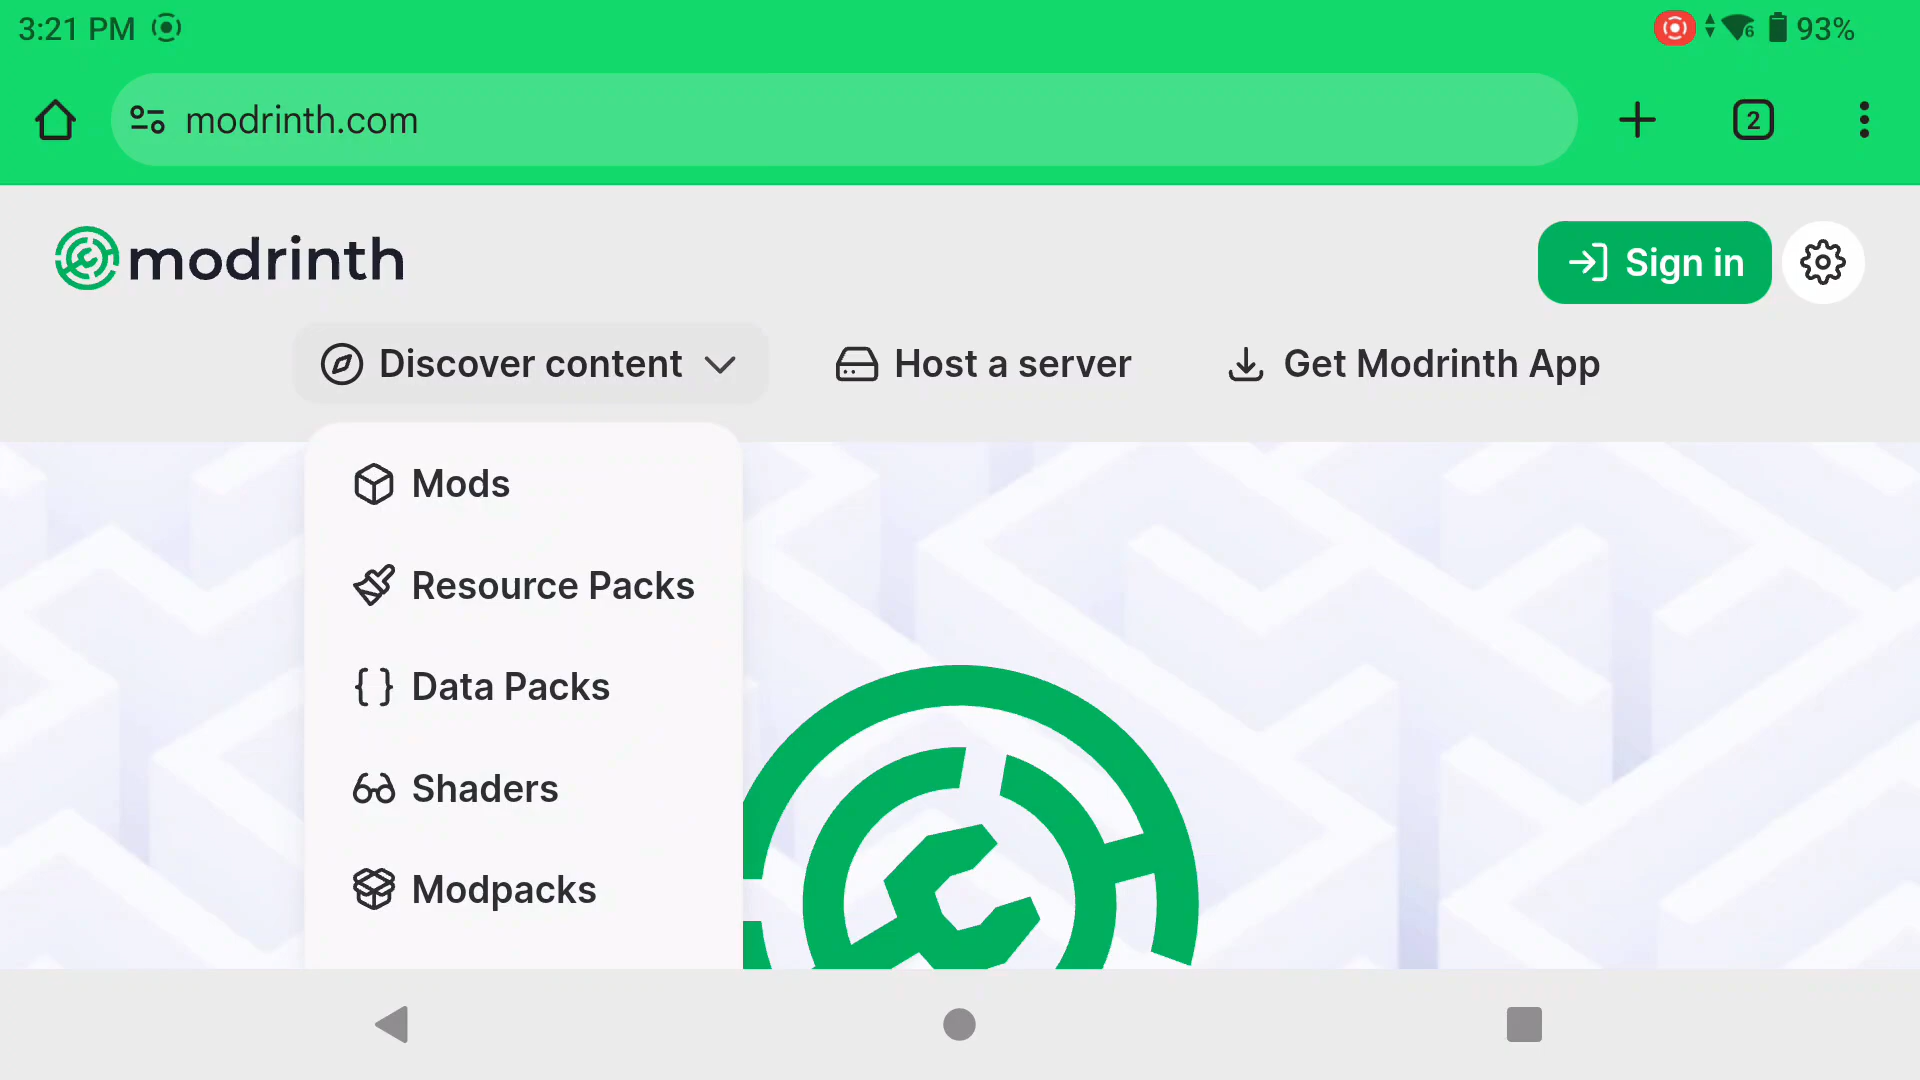 3:21 PM
6 93%
modrinth.com
2
modrinth
Sign in
Discover content
Host a server
Get Modrinth App
Mods
Resource Packs
Data Packs
Shaders
Modpacks